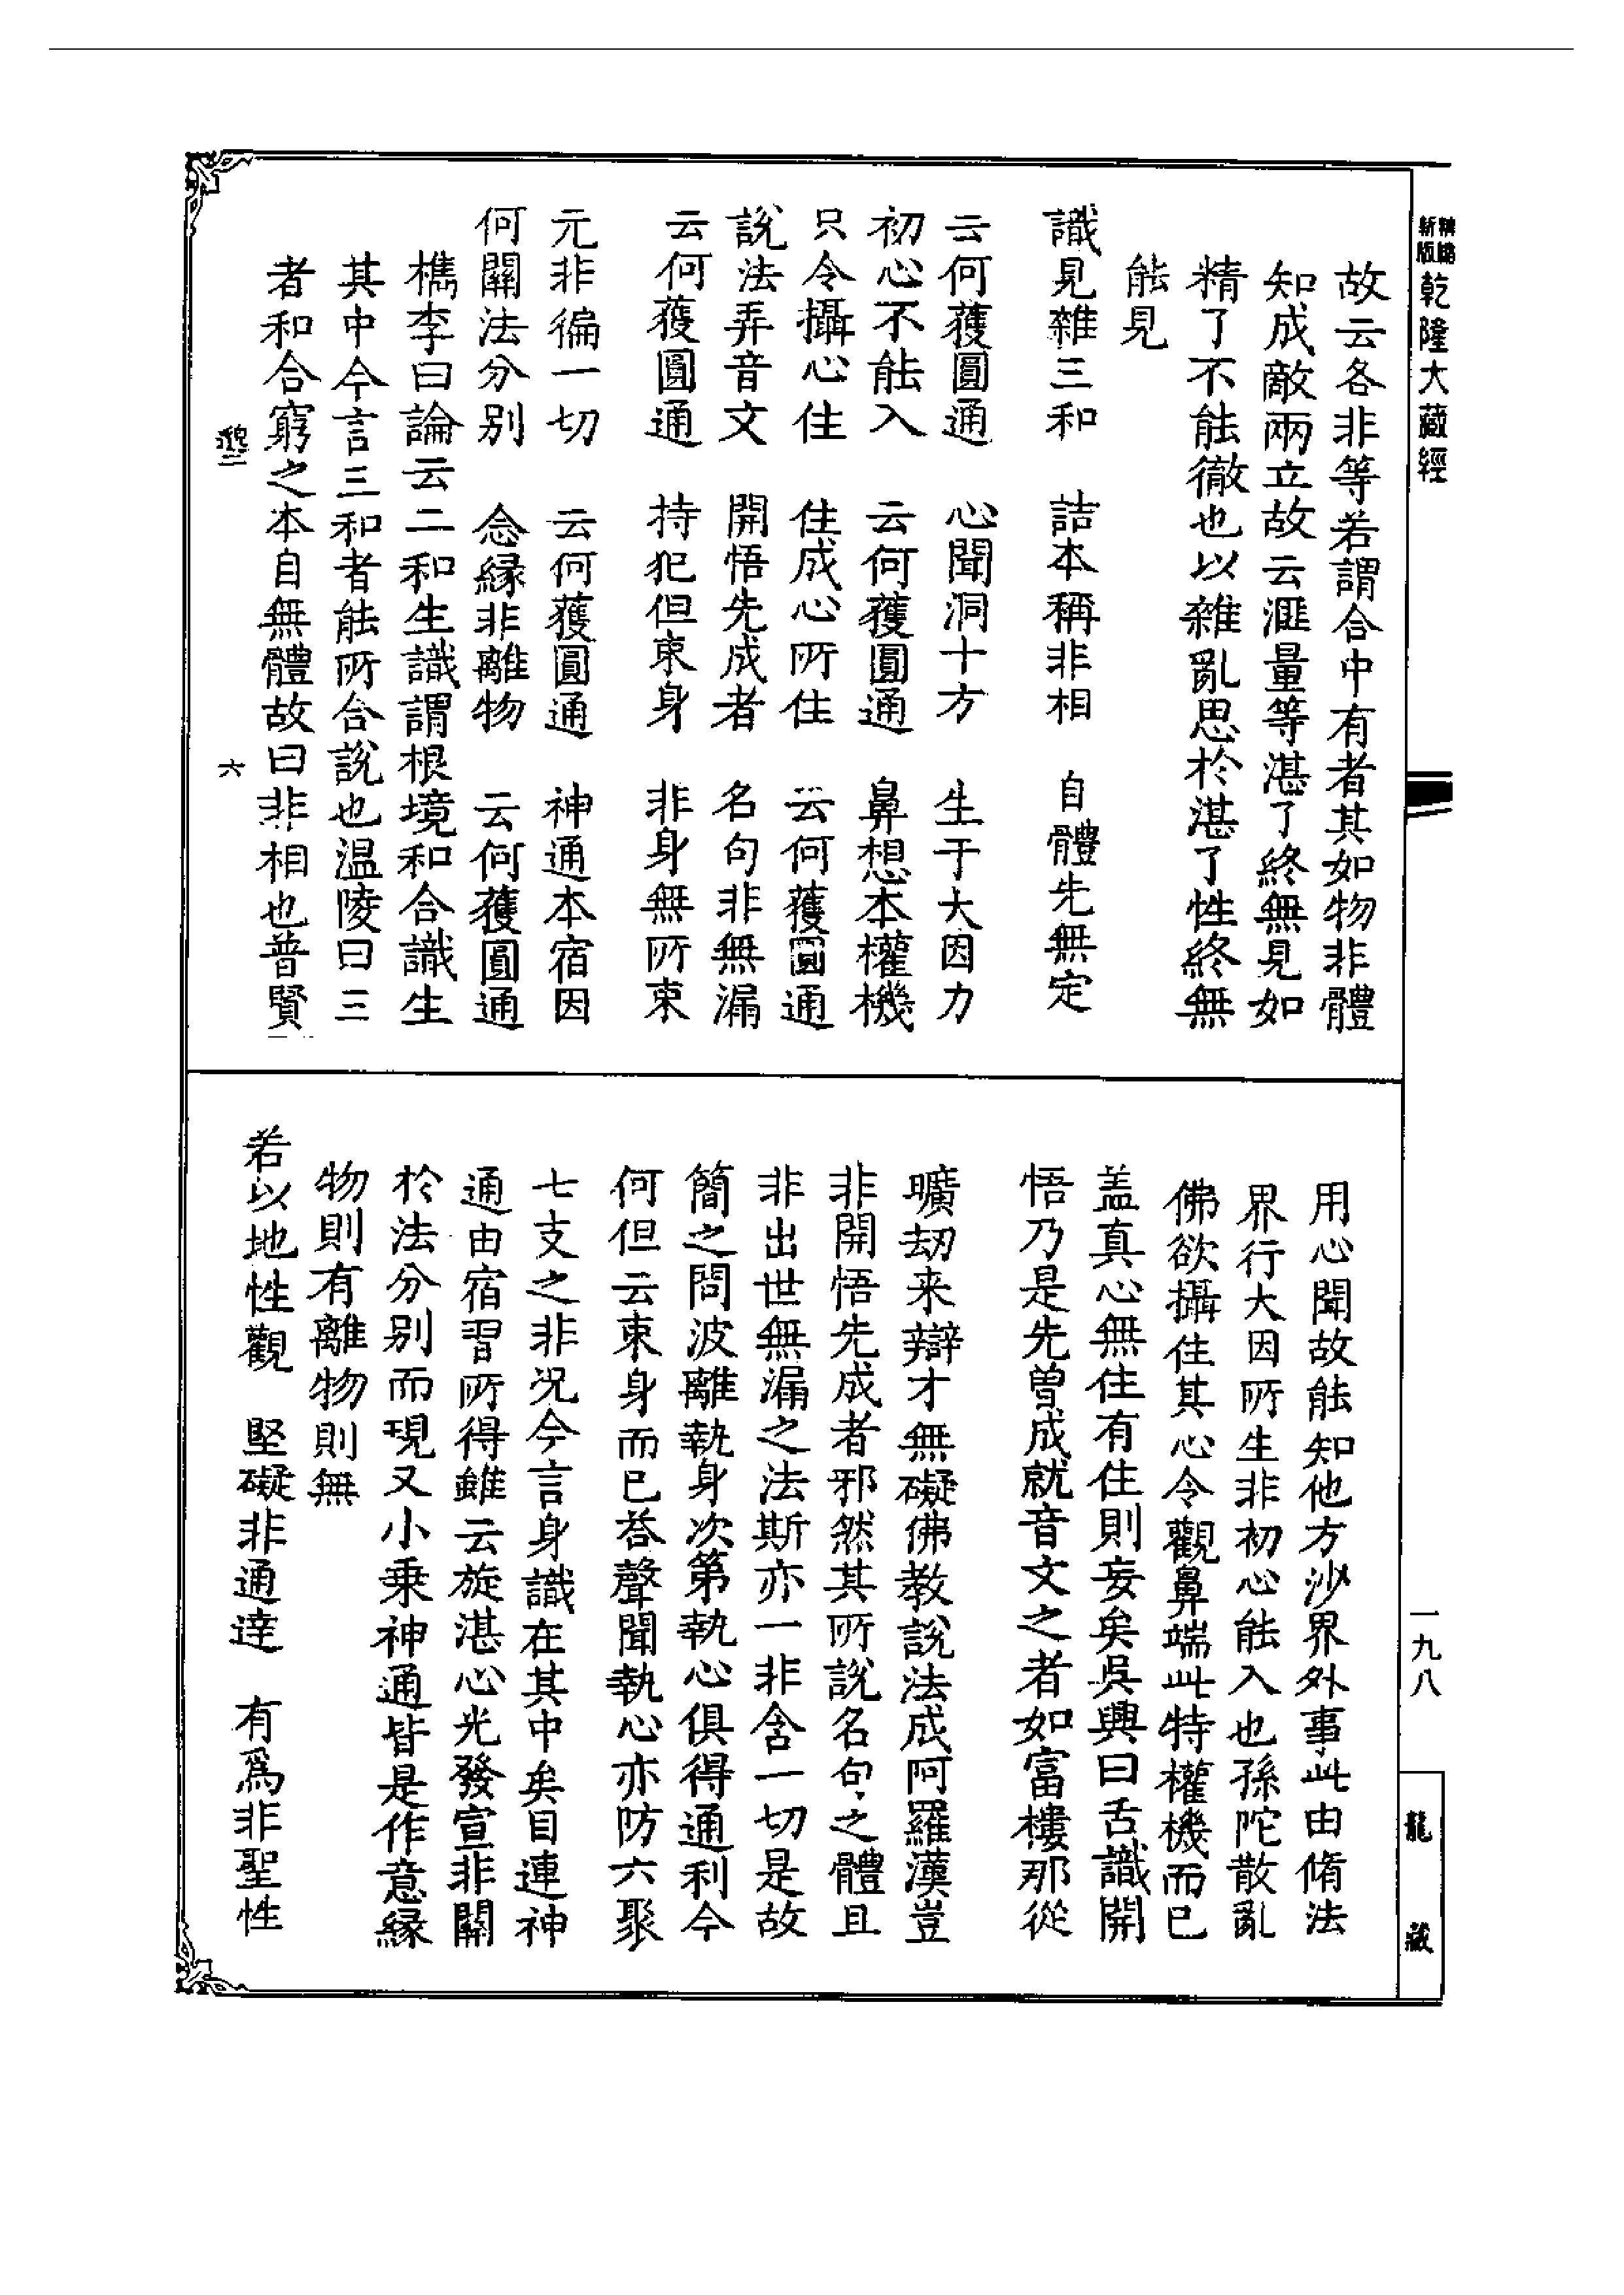 乾隆大藏經
故云各非等若謂合中有者其如物非體
知成敵兩立故云涯量等湛了終無見如
精了不能徹也以雜亂思於湛了性終無
能見
識見雜三和　詰本稱非相　自體先無定
云何獲圓通　心聞洞十方　生于大因力
初心不能入　云何獲圓通　鼻想本權機
只令攝心住　住成心所住　云何獲圓通
說法弄音文　開悟先成者　名句非無漏
云何獲圓通　持犯但束身　非身無所束
元非徧一切　云何獲圓通　神通本宿因
何關法分別　念緣非離物　云何獲圓通
檇李曰論云二和生識謂根境和合識生
其中今言三和者能所合說也温陵曰三
者和合窮之本自無體故曰非相也普賢
六
用心聞故能知他方沙界外事此由脩法
界行大因所生非初心能入也孫陀散亂
佛欲攝住其心令觀鼻端此特權機而已
盖真心無住有住則妄矣吳興曰舌識開
悟乃是先曾成就音文之者如富樓那從
曠劫来辯才無礙佛教說法成阿羅漢豈
非開悟先成者邪然其所說名句之體且
非出世無漏之法斯亦一非含一切是故
簡之問波離執身次第執心俱得通利今
何但云束身而已荅聲聞執心亦防六聚
七支之非况今言身識在其中矣目連神
通由宿習所得雖云旋湛心光發宣非關
於法分別而現又小乗神通皆是作意緣
物則有離物則無
若以地性觀　堅礙非通達　有爲非聖性
一九八
龍藏